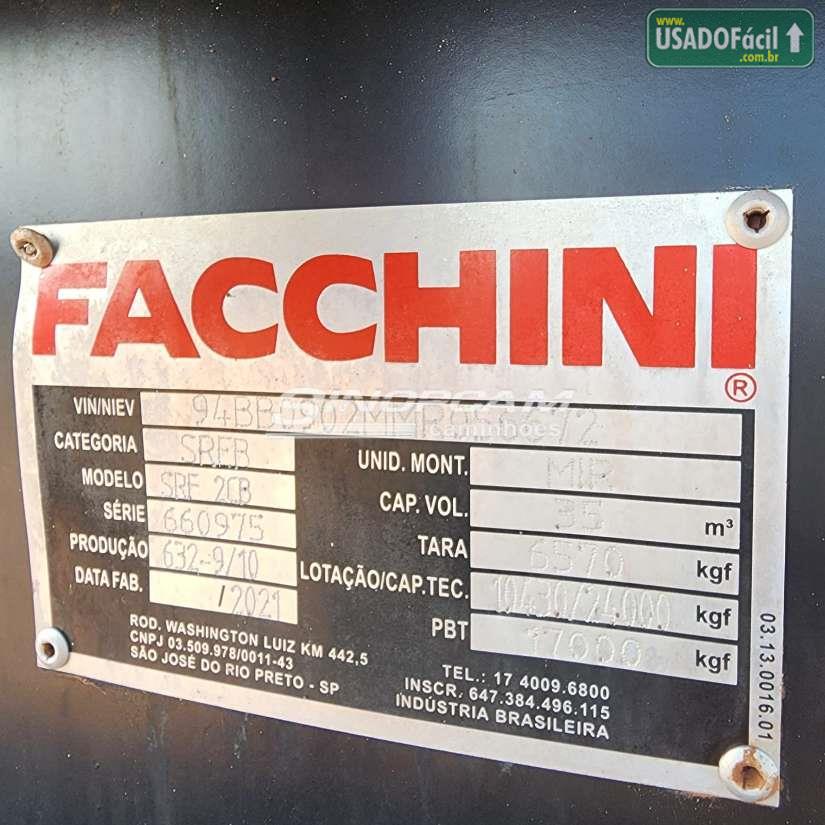 www.
USADOFácil
.com.br
FACCHINI
®
NORCAM
caminhões
VIN/NIEV
CATEGORIA SRFB
MODELO SRF 2CB
SÉRIE 660975
PRODUÇÃO 632-9/10
DATA FAB. /2021
UNID. MONT. MIR
CAP. VOL. 35 m³
TARA 6570 kgf
LOTAÇÃO/CAP.TEC. 10430/24000 kgf
PBT 17000 kgf
ROD. WASHINGTON LUIZ KM 442,5
CNPJ 03.509.978/0011-43
SÃO JOSÉ DO RIO PRETO - SP
TEL.: 17 4009.6800
INSCR. 647.384.496.115
INDÚSTRIA BRASILEIRA
03.13.0016.01